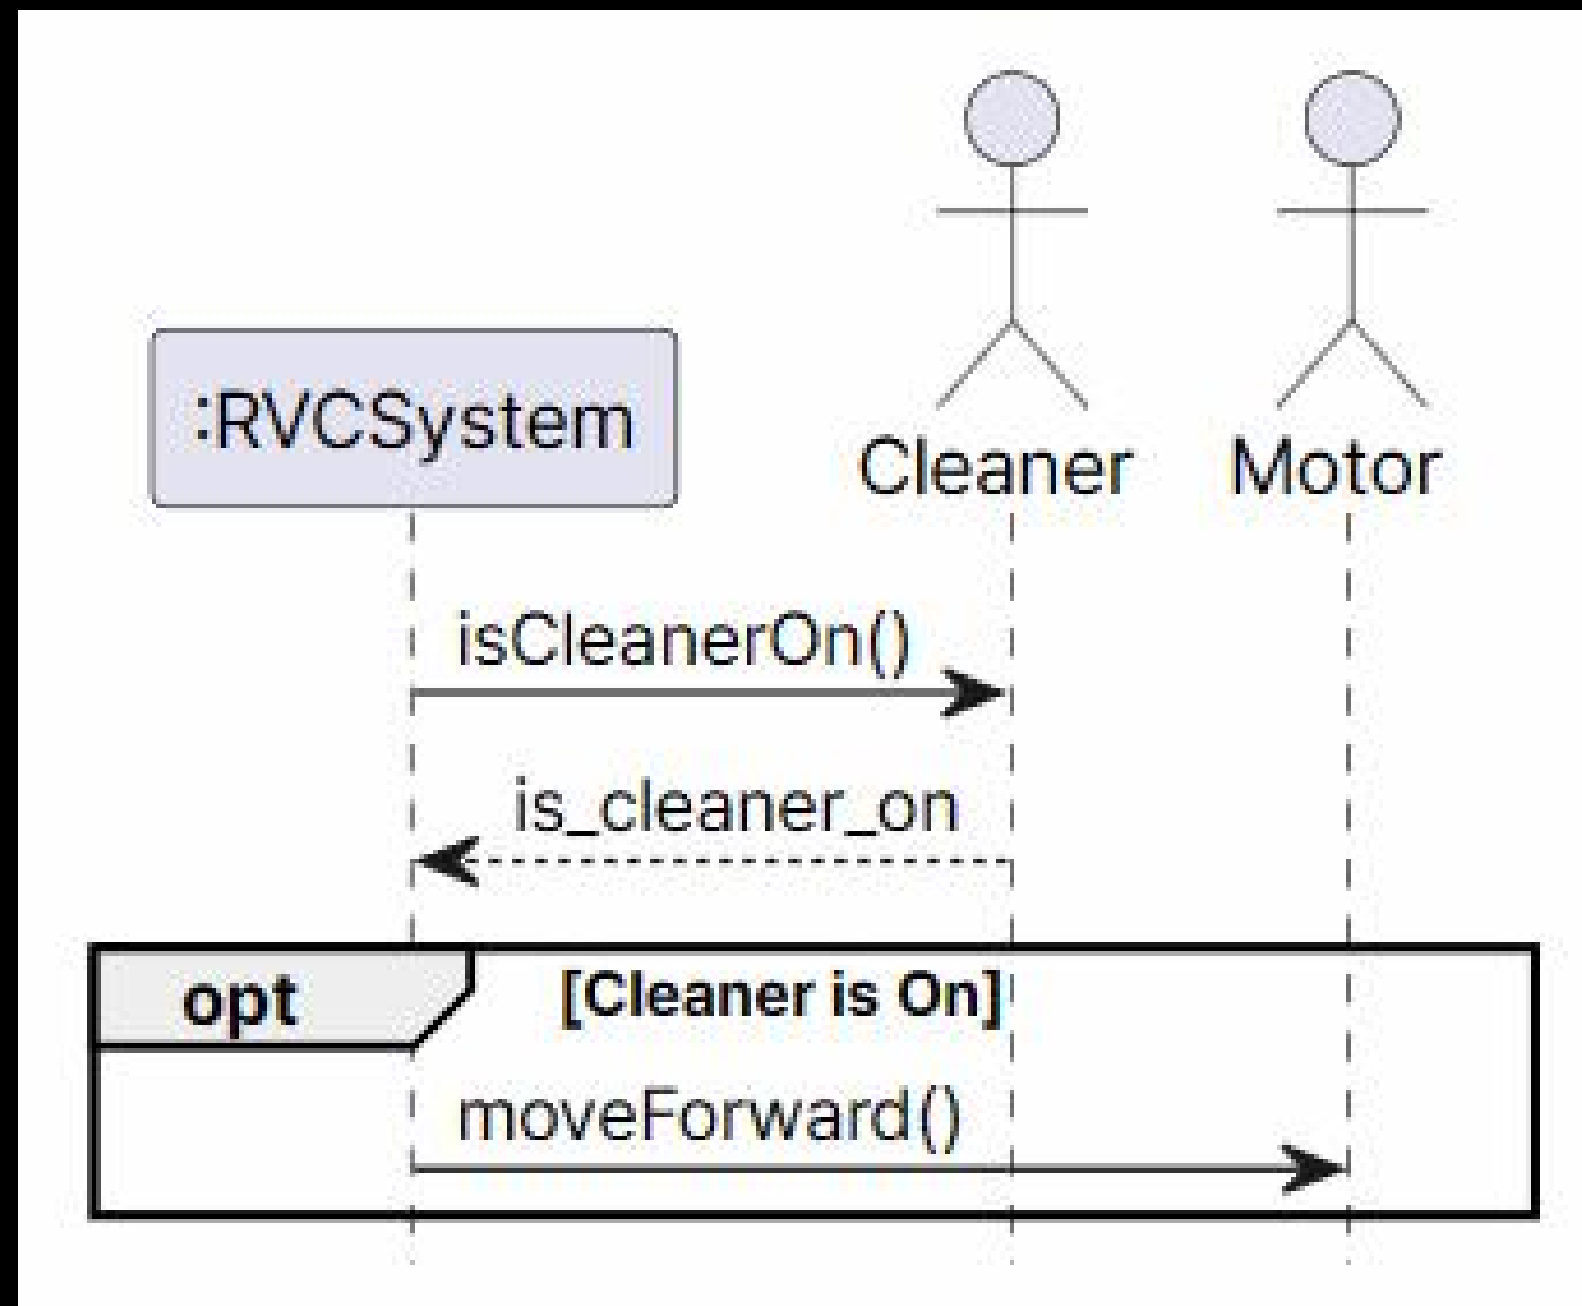 :RVCSystem
Cleaner
Motor
isCleanerOn()
is_cleaner_on
opt
[Cleaner is On]
moveForward()